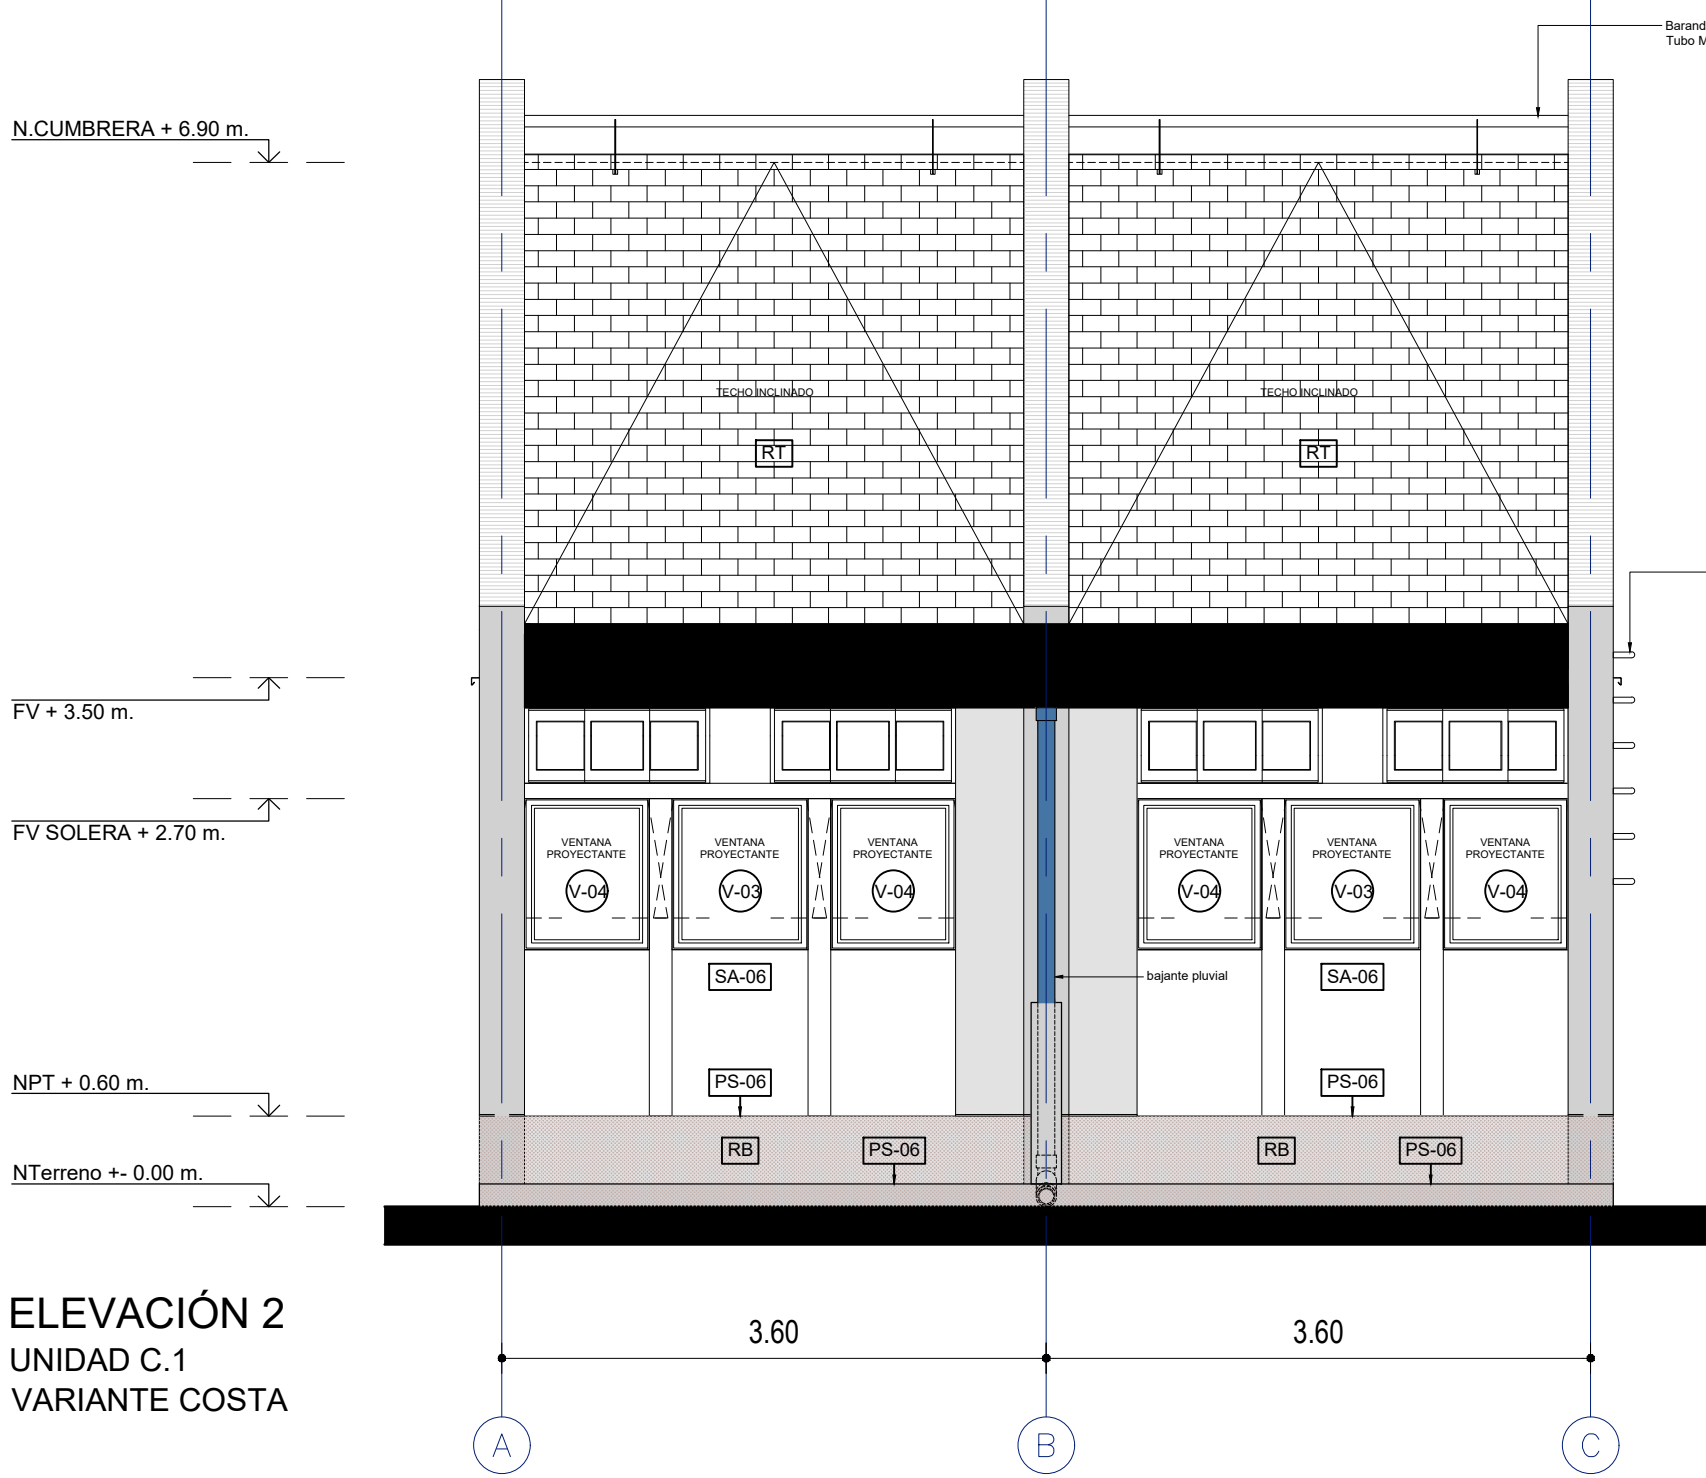 Barand
Tubo M
N.CUMBRERA + 6.90 m.
TECHO INCLINADO
TECHO INCLINADO
RT
RT
FV + 3.50 m.
FV SOLERA + 2.70 m.
VENTANA
PROYECTANTE
V-04
VENTANA
PROYECTANTE
V-03
VENTANA
PROYECTANTE
V-04
VENTANA
PROYECTANTE
V-04
VENTANA
PROYECTANTE
V-03
VENTANA
PROYECTANTE
V-04
SA-06
bajante pluvial
SA-06
NPT + 0.60 m.
PS-06
PS-06
RB
PS-06
RB
PS-06
NTerreno +- 0.00 m.
ELEVACIÓN 2
UNIDAD C.1
VARIANTE COSTA
3.60
3.60
A
B
C